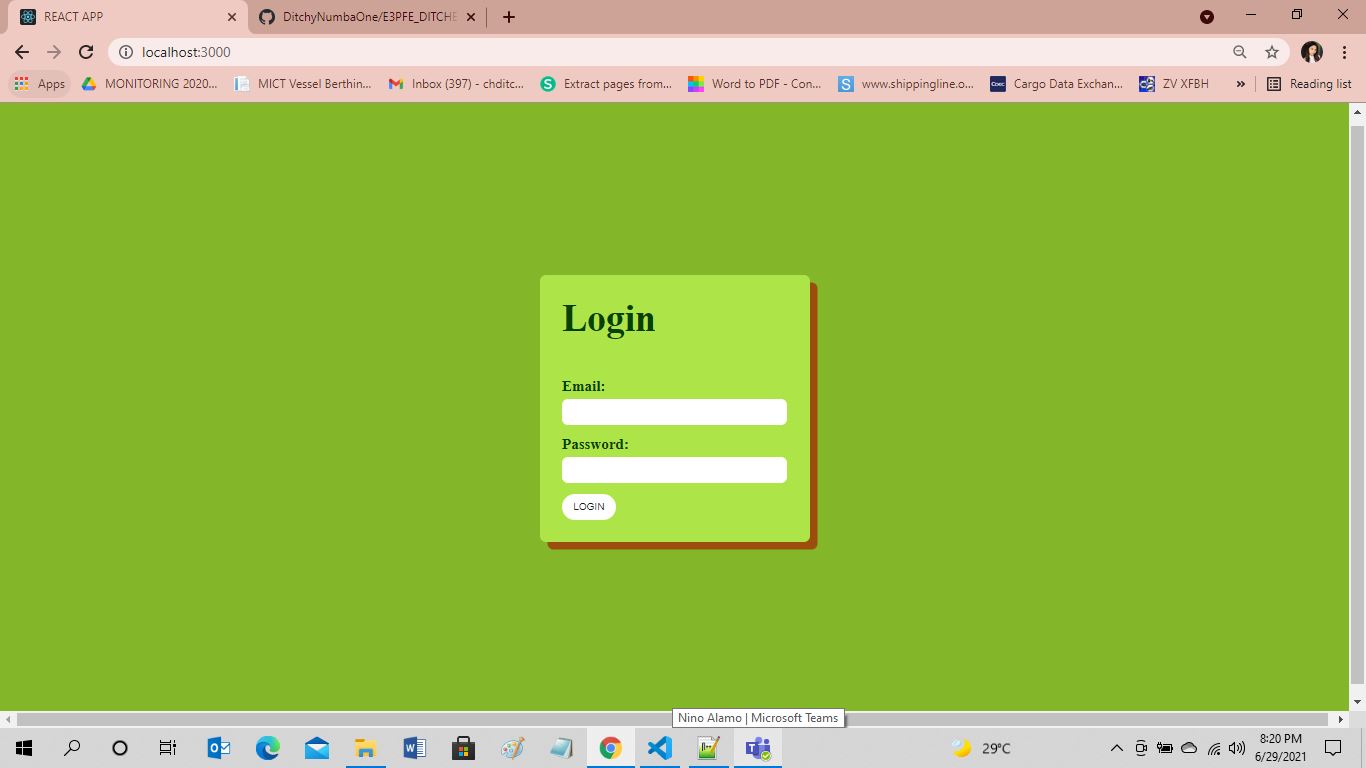 REACT APP
DitchyNumbaOne/E3PFE_DITCHE
localhost:3000
Apps
MONITORING 2020...
MICT Vessel Berthin...
Inbox (397) - chditc...
Extract pages from...
Word to PDF - Con...
www.shippingline.o...
Cargo Data Exchan...
ZV XFBH
»
Reading list
Login
Email:
Password:
LOGIN
Nino Alamo | Microsoft Teams
29°C
8:20 PM
6/29/2021